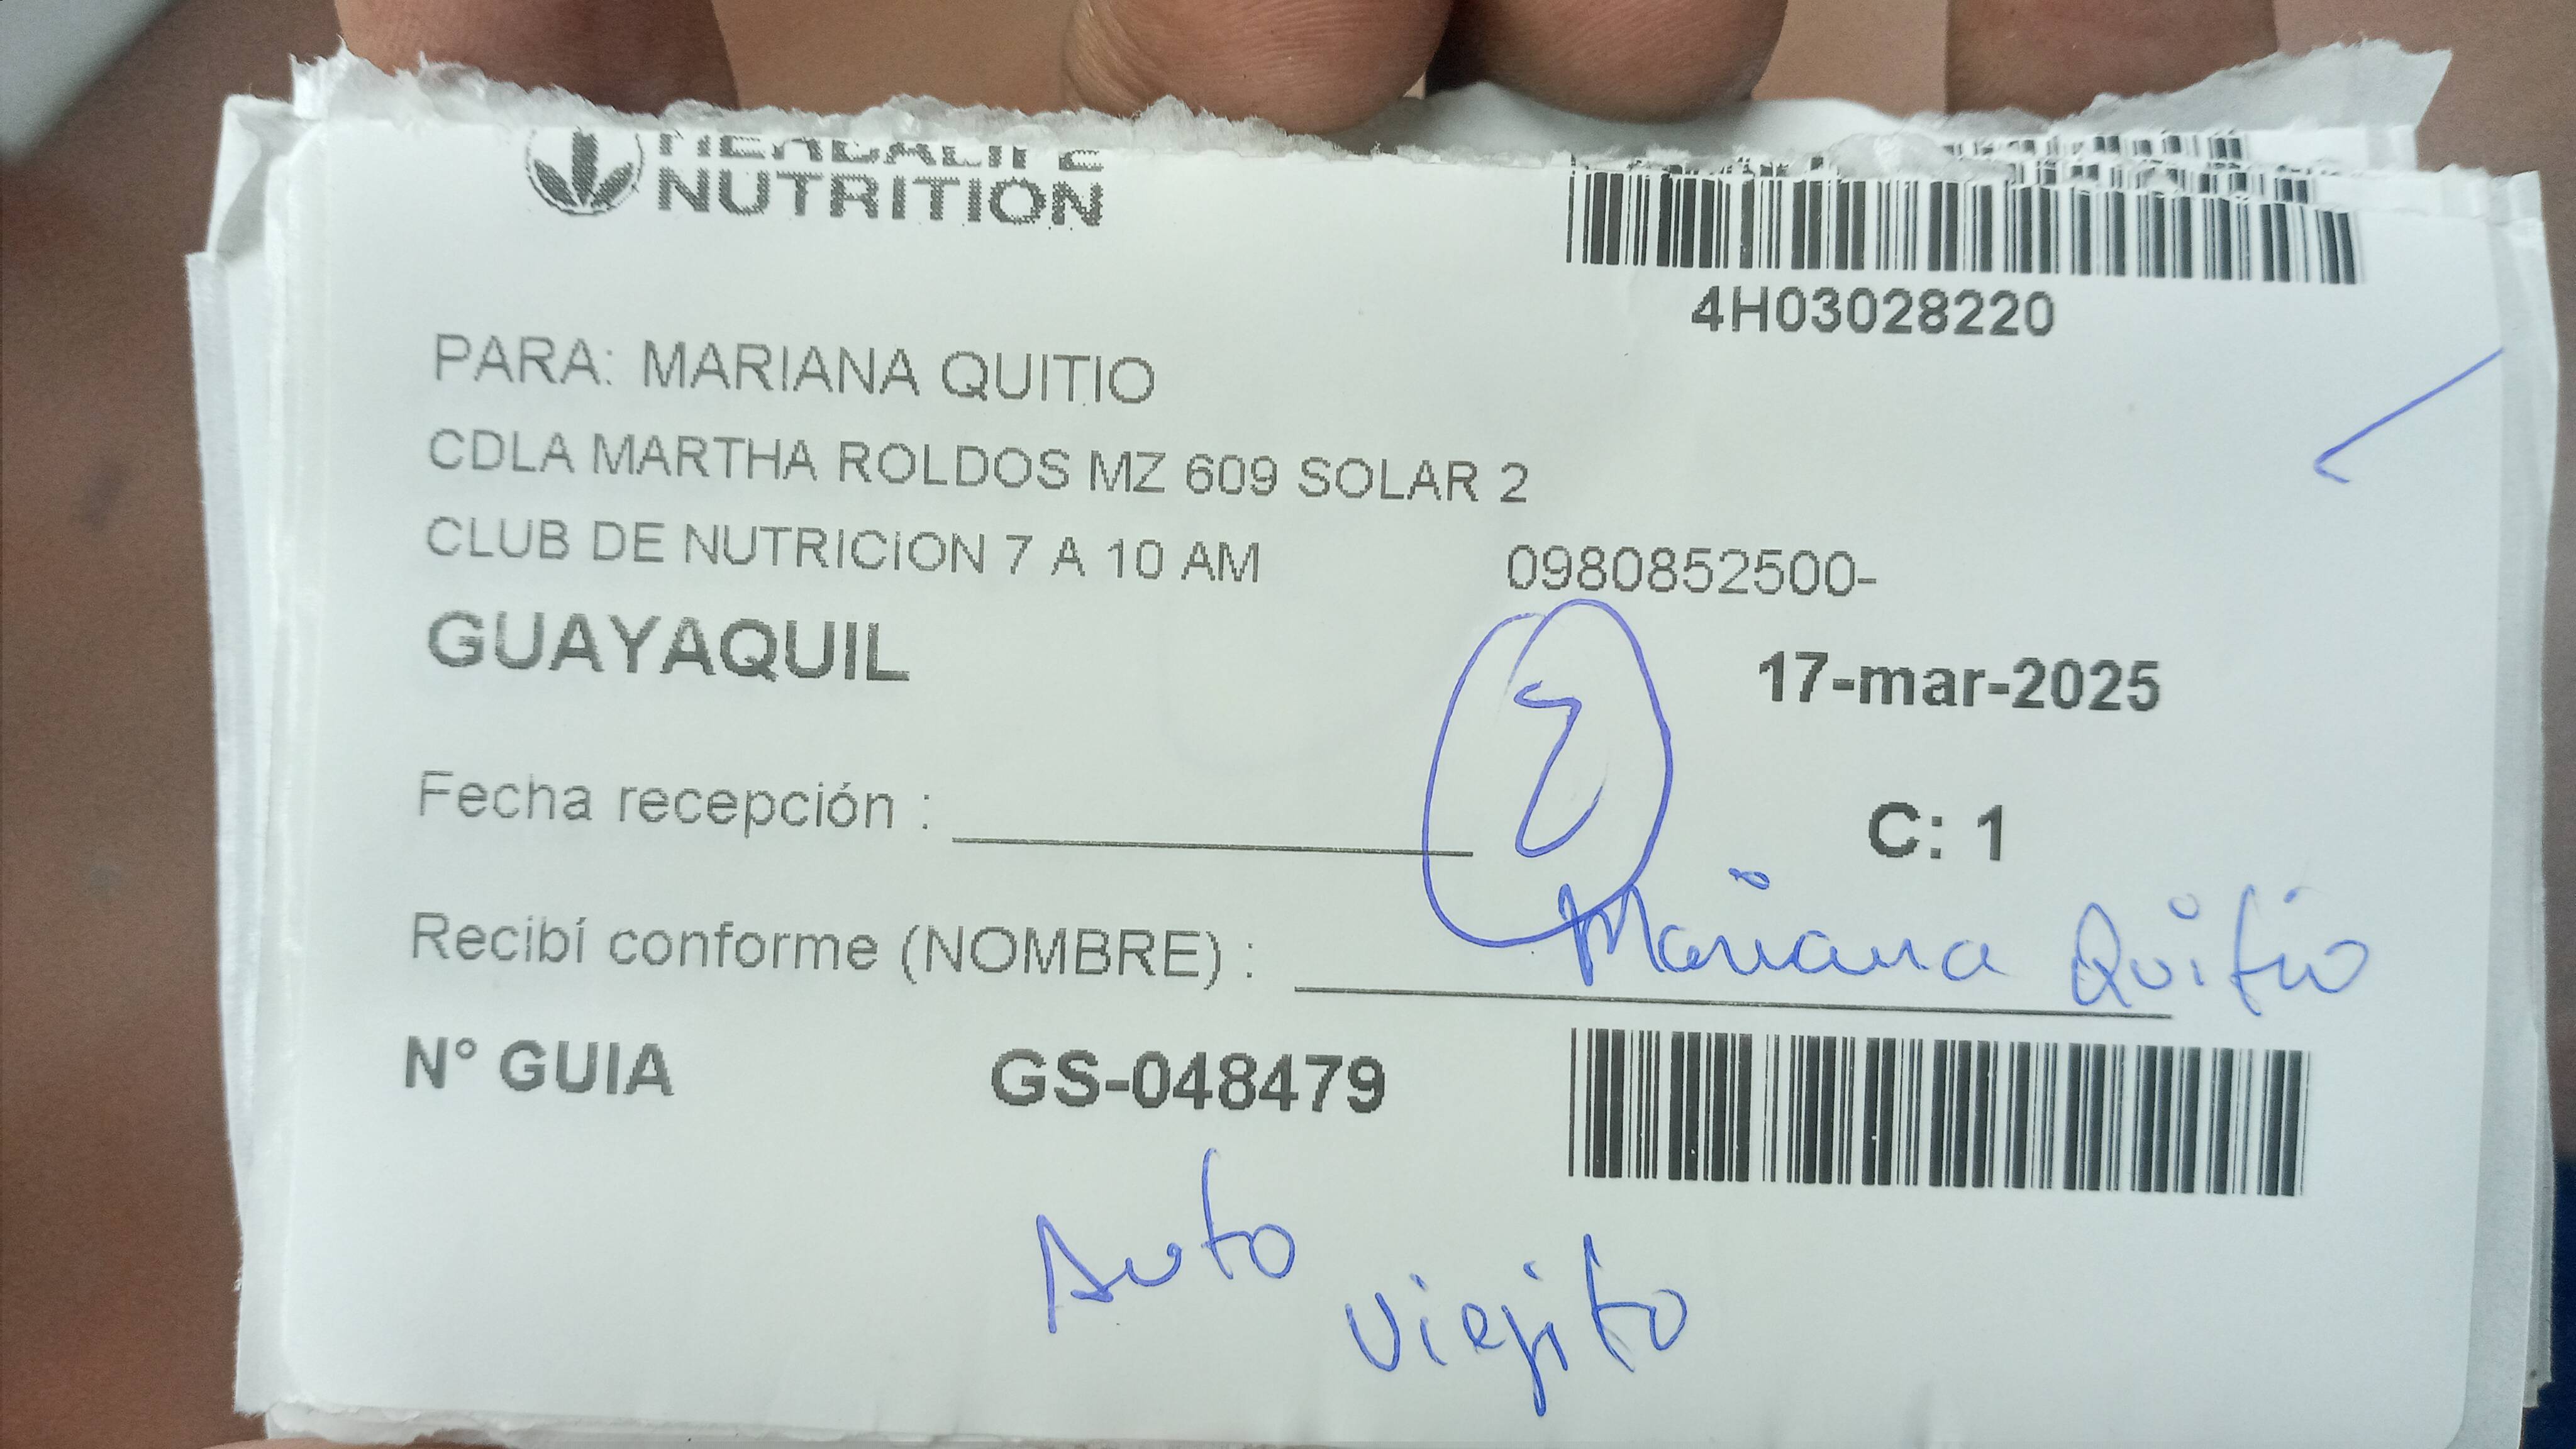 HERBALIFE
NUTRITION
4H03028220
PARA: MARIANA QUITIO
CDLA MARTHA ROLDOS MZ 609 SOLAR 2
CLUB DE NUTRICION 7 A 10 AM 0980852500-
GUAYAQUIL 17-mar-2025
Fecha recepción :
C: 1
Recibí conforme (NOMBRE) : Mariana Quitio
N° GUIA GS-048479
Auto
Viejito